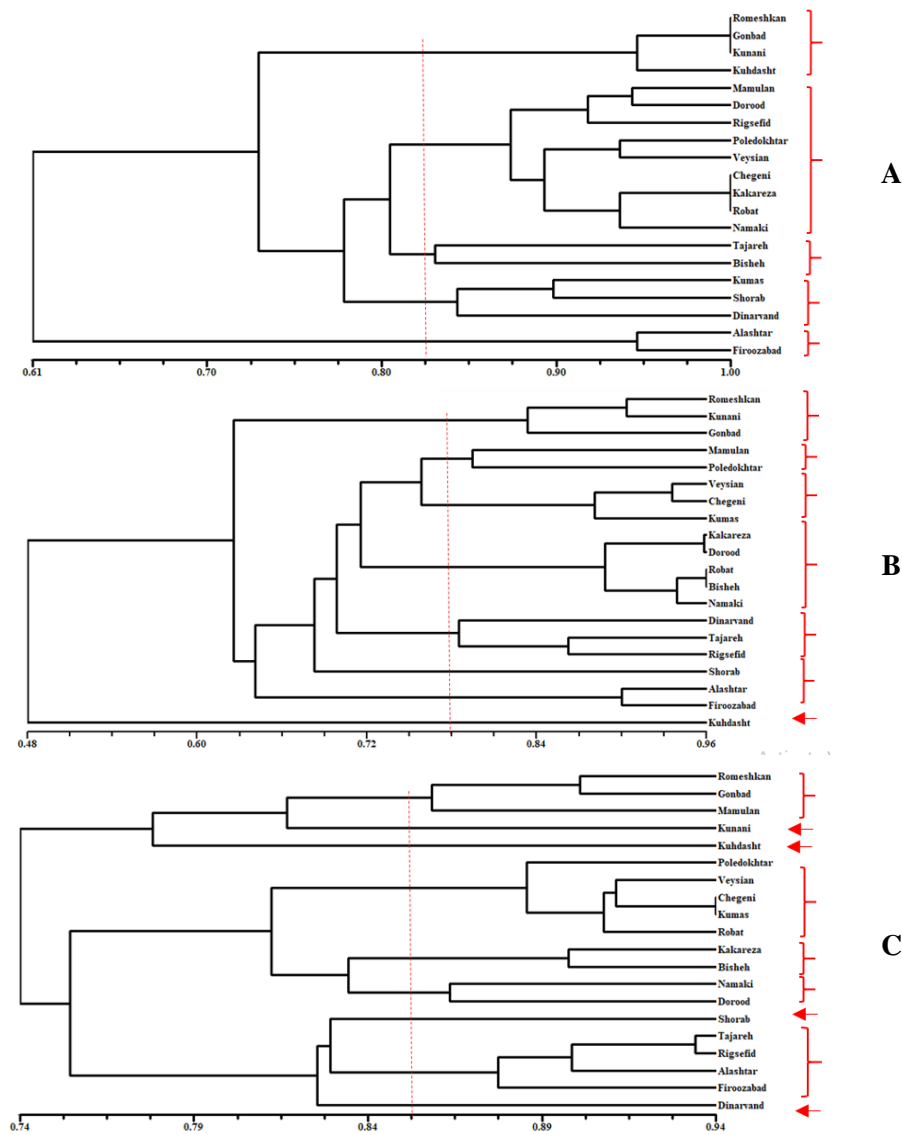 Romeshkan
Gonbad
Kunani
Kuhdasht
Mamulan
Dorood
Rigsefid
Poledokhtar
Veysian
Chegeni
Kakareza
Robat
Namaki
Tajareh
Bisheh
Kumas
Shorab
Dinarvand
Alashtar
Firoozabad
0.61 0.70 0.80 0.90 1.00
A
Romeshkan
Kunani
Gonbad
Mamulan
Poledokhtar
Veysian
Chegeni
Kumas
Kakareza
Dorood
Robat
Bisheh
Namaki
Dinarvand
Tajareh
Rigsefid
Shorab
Alashtar
Firoozabad
Kuhdasht
0.48 0.60 0.72 0.84 0.96
B
Romeshkan
Gonbad
Mamulan
Kunani
Kuhdasht
Poledokhtar
Veysian
Chegeni
Kumas
Robat
Kakareza
Bisheh
Namaki
Dorood
Shorab
Tajareh
Rigsefid
Alashtar
Firoozabad
Dinarvand
0.74 0.79 0.84 0.89 0.94
C